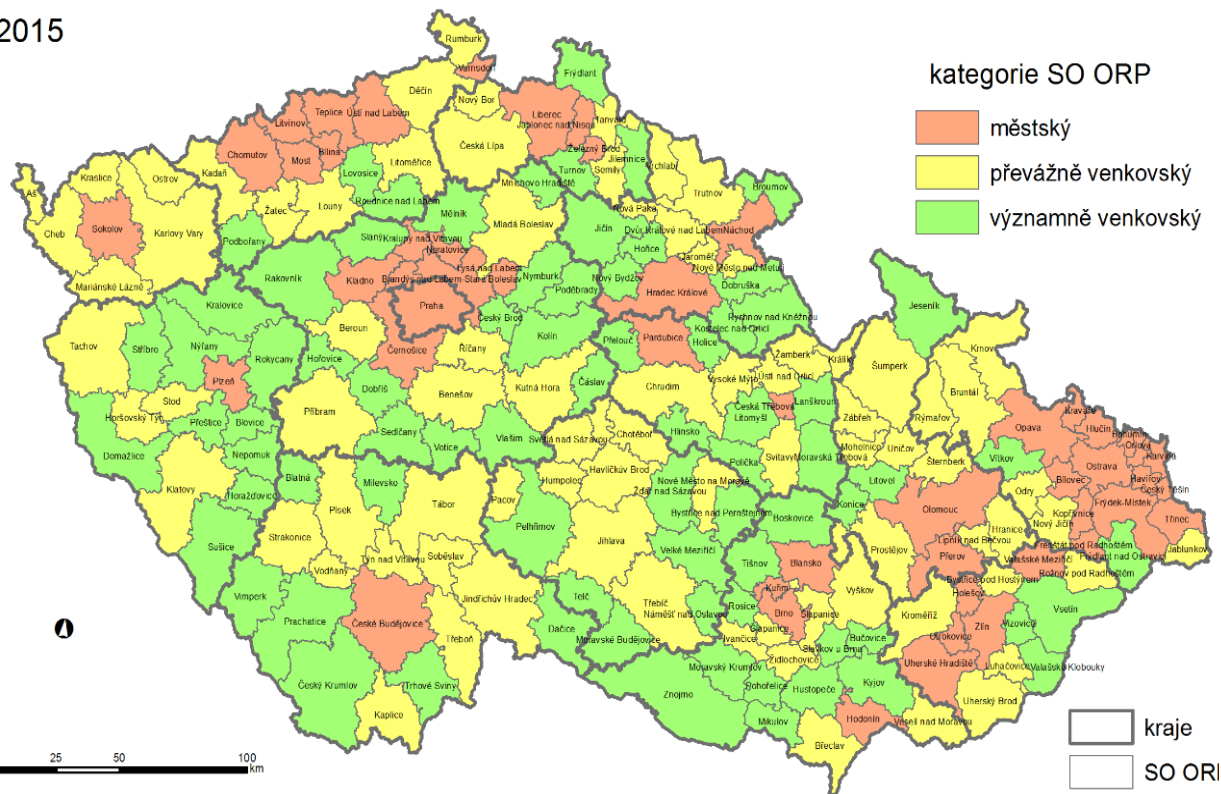 2015
kategorie SO ORP
městský
převážně venkovský
významně venkovský
Rumburk
Varnsdorf
Frýdlant
Děčín
Nový Bor
Liberec
Jablonec nad Nisou
Tanvald
Teplice
Ústí nad Labem
Litvínov
Bílina
Most
Chomutov
Česká Lípa
Železný Brod
Jilemnice
Semily
Turnov
Vrchlabí
Trutnov
Litoměřice
Lovosice
Kadaň
Ostrov
Kraslice
Aš
Cheb
Sokolov
Karlovy Vary
Mariánské Lázně
Žatec
Louny
Podbořany
Roudnice nad Labem
Mnichovo Hradiště
Mělník
Mladá Boleslav
Nová Paka
Dvůr Králové nad Labem
Náchod
Broumov
Jičín
Hořice
Jaroměř
Nové Město nad Metují
Slaný
Kralupy nad Vltavou
Neratovice
Rakovník
Kladno
Lysá nad Labem
Brandýs nad Labem-Stará Boleslav
Nymburk
Poděbrady
Nový Bydžov
Hradec Králové
Dobruška
Rychnov nad Kněžnou
Kostelec nad Orlicí
Praha
Český Brod
Kolín
Kralovice
Tachov
Stříbro
Nýřany
Rokycany
Plzeň
Beroun
Hořovice
Černošice
Říčany
Přelouč
Pardubice
Holice
Jeseník
Žamberk
Králíky
Šumperk
Krnov
Bruntál
Rýmařov
Stod
Horšovský Týn
Přeštice
Blovice
Dobříš
Benešov
Kutná Hora
Čáslav
Chrudim
Vysoké Mýto
Ústí nad Orlicí
Česká Třebová
Lanškroun
Litomyšl
Příbram
Sedlčany
Votice
Vlašim
Světlá nad Sázavou
Chotěboř
Hlinsko
Polička
Svitavy
Moravská Třebová
Zábřeh
Mohelnice
Uničov
Šternberk
Litovel
Domažlice
Klatovy
Nepomuk
Horažďovice
Blatná
Milevsko
Písek
Tábor
Pacov
Humpolec
Havlíčkův Brod
Nové Město na Moravě
Žďár nad Sázavou
Bystřice nad Pernštejnem
Pelhřimov
Jihlava
Velké Meziříčí
Boskovice
Konice
Olomouc
Prostějov
Přerov
Lipník nad Bečvou
Hranice
Odry
Vítkov
Opava
Kravaře
Hlučín
Bohumín
Orlová
Karviná
Ostrava
Havířov
Český Těšín
Bílovec
Frýdek-Místek
Kopřivnice
Nový Jičín
Třinec
Jablunkov
Frenštát pod Radhoštěm
Frýdlant nad Ostravicí
Valašské Meziříčí
Rožnov pod Radhoštěm
Bystřice pod Hostýnem
Holešov
Sušice
Strakonice
Vodňany
Týn nad Vltavou
Soběslav
Jindřichův Hradec
Vimperk
Prachatice
České Budějovice
Třeboň
Český Krumlov
Trhové Sviny
Kaplice
Telč
Dačice
Třebíč
Náměšť nad Oslavou
Moravské Budějovice
Tišnov
Blansko
Kuřim
Brno
Rosice
Šlapanice
Šlapanice
Ivančice
Židlochovice
Vyškov
Bučovice
Slavkov u Brna
Moravský Krumlov
Pohořelice
Hustopeče
Kyjov
Znojmo
Mikulov
Břeclav
Hodonín
Veselí nad Moravou
Kroměříž
Otrokovice
Zlín
Vizovice
Vsetín
Uherské Hradiště
Luhačovice
Valašské Klobouky
Uherský Brod
25 50 100
km
kraje
SO ORP